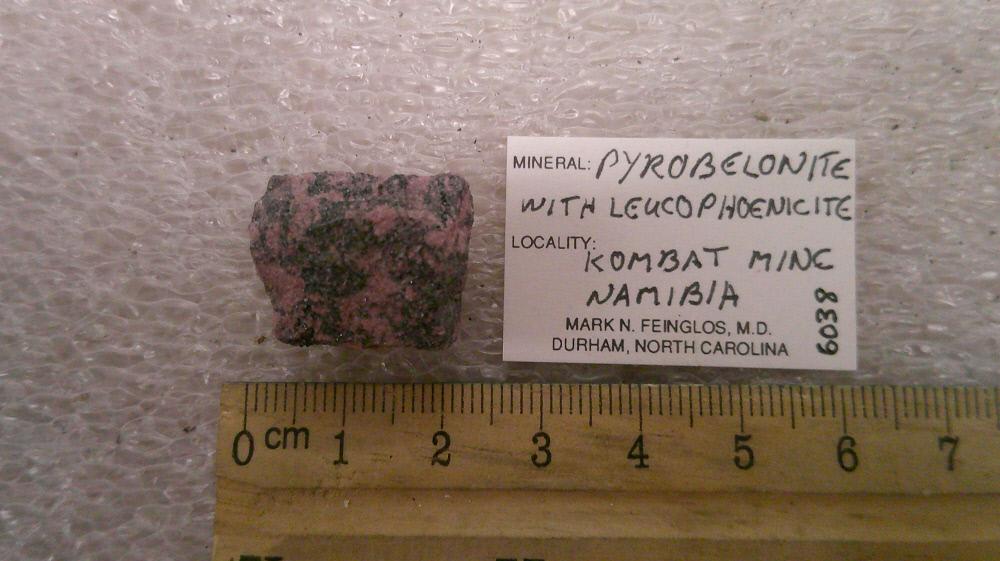 MINERAL: PYROBELONITE
WITH LEUCOPHOENICITE
LOCALITY:
KOMBAT MINE
NAMIBIA
MARK N. FEINGLOS, M.D.
DURHAM, NORTH CAROLINA
6038
0 cm 1 2 3 4 5 6 7